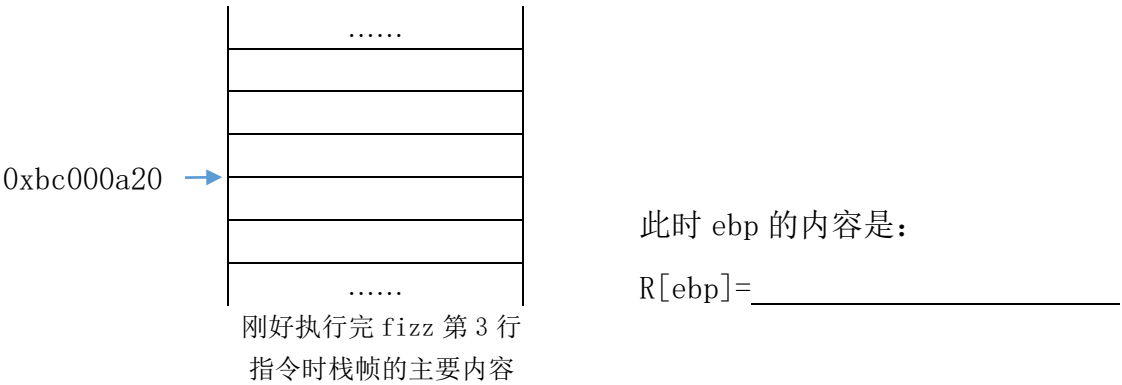 ......
0xbc000a20
此时 ebp 的内容是：
R[ebp]=
......
刚好执行完 fizz 第 3 行
指令时栈帧的主要内容